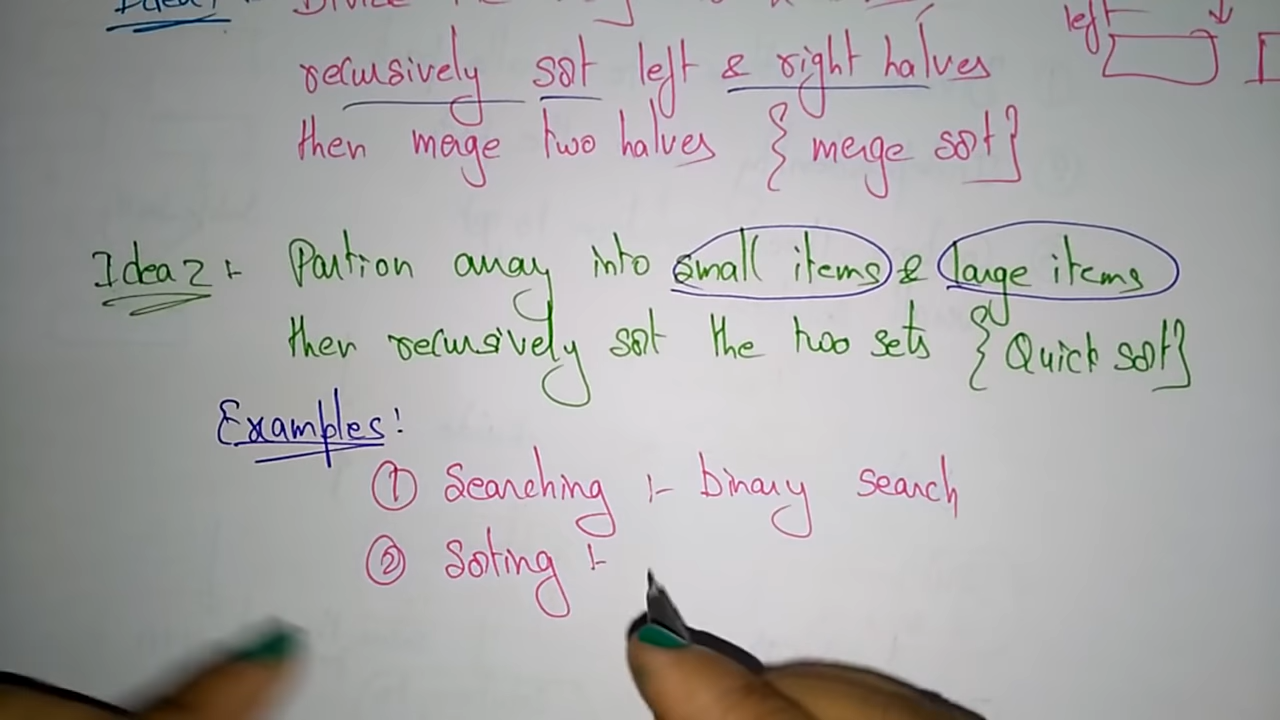 recursively sort left & right halves
left
then merge two halves { merge sort }
Idea 2 :- Partion array into small items & large items
then recursively sort the two sets { Quick sort }
Examples :
① Searching :- binary search
② Sorting :-